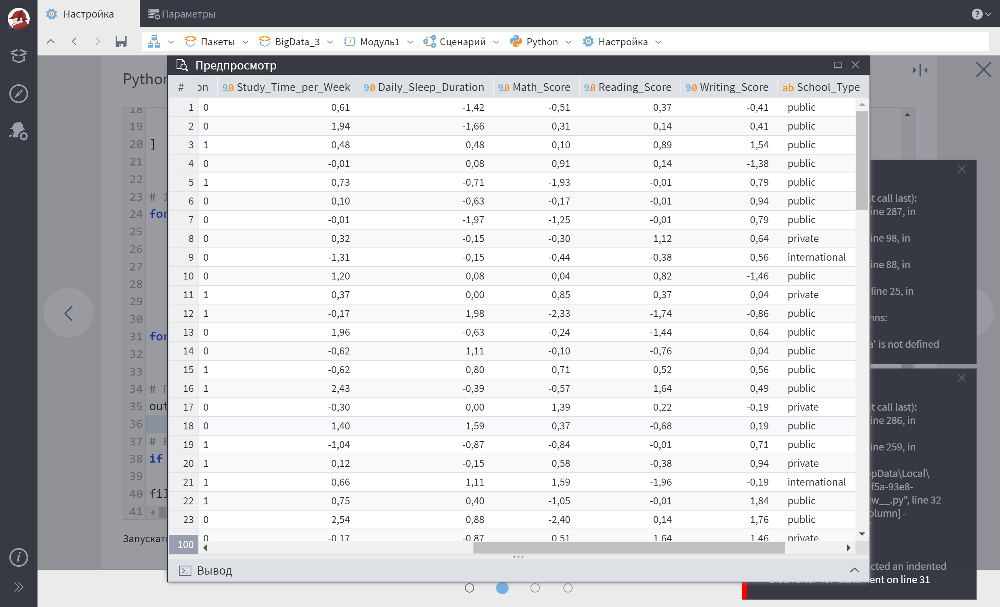 Настройка
Параметры
Пакеты
BigData_3
Модуль1
Сценарий
Python
Настройка
Предпросмотр
# on 9.0 Study_Time_per_Week 9.0 Daily_Sleep_Duration 9.0 Math_Score 9.0 Reading_Score 9.0 Writing_Score ab School_Type
1 0 0,61 -1,42 -0,51 0,37 -0,41 public
2 0 1,94 -1,66 0,31 0,14 0,41 public
3 1 0,48 0,48 0,10 0,89 1,54 public
4 0 -0,01 0,08 0,91 0,14 -1,38 public
5 1 0,73 -0,71 -1,93 -0,01 0,79 public
6 0 0,10 -0,63 -0,17 -0,01 0,94 public
7 0 -0,01 -1,97 -1,25 -0,01 0,79 public
8 0 0,32 -0,15 -0,30 1,12 0,64 private
9 0 -1,31 -0,15 -0,44 -0,38 0,56 international
10 0 1,20 0,08 0,04 0,82 -1,46 public
11 1 0,37 0,00 0,85 0,37 0,04 private
12 1 -0,17 1,98 -2,33 -1,74 -0,86 public
13 0 1,96 -0,63 -0,24 -1,44 0,64 public
14 0 -0,62 1,11 -0,10 -0,76 0,04 public
15 1 -0,62 0,80 0,71 0,52 0,56 public
16 1 2,43 -0,39 -0,57 1,64 0,49 public
17 0 -0,30 0,00 1,39 0,22 -0,19 private
18 0 1,40 1,59 0,37 -0,68 0,19 public
19 1 -1,04 -0,87 -0,84 -0,01 0,71 public
20 1 0,12 -0,15 0,58 -0,38 0,94 private
21 1 0,66 1,11 1,59 -1,96 -0,19 international
22 1 0,75 0,40 -1,05 -0,01 1,84 public
23 0 2,54 0,88 -2,40 0,14 1,76 public
0 -0,17 -0,87 0,51 1,64 1,46 private
100
Вывод
Python
18
19
20 ]
21
22
23 # 1
24 for
25
26
27
28
29
30
31 for
32
33
34 #
35 out
36
37 #
38 if
39
40 fil
41
Запускать
t call last):
ine 287, in
ine 98, in
ine 88, in
line 25, in
nns:
a' is not defined
t call last):
ine 286, in
ine 259, in
pData\Local\
-f5a-93e8-
ew__.py", line 32
olumn] -
cted an indented
ent on line 31